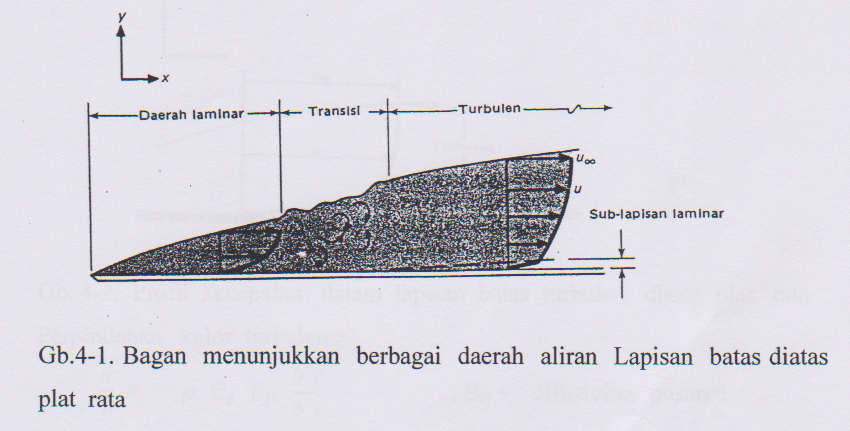 y
x
Daerah laminar Transisi Turbulen
u∞
u
Sub-lapisan laminar
Gb.4-1. Bagan menunjukkan berbagai daerah aliran Lapisan batas diatas
plat rata